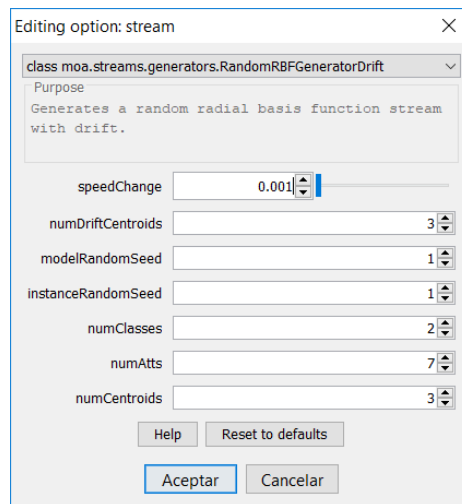 Editing option: stream
class moa.streams.generators.RandomRBFGeneratorDrift
Purpose
Generates a random radial basis function stream
with drift.
speedChange 0.001
numDriftCentroids 3
modelRandomSeed 1
instanceRandomSeed 1
numClasses 2
numAtts 7
numCentroids 3
Help Reset to defaults
Aceptar Cancelar